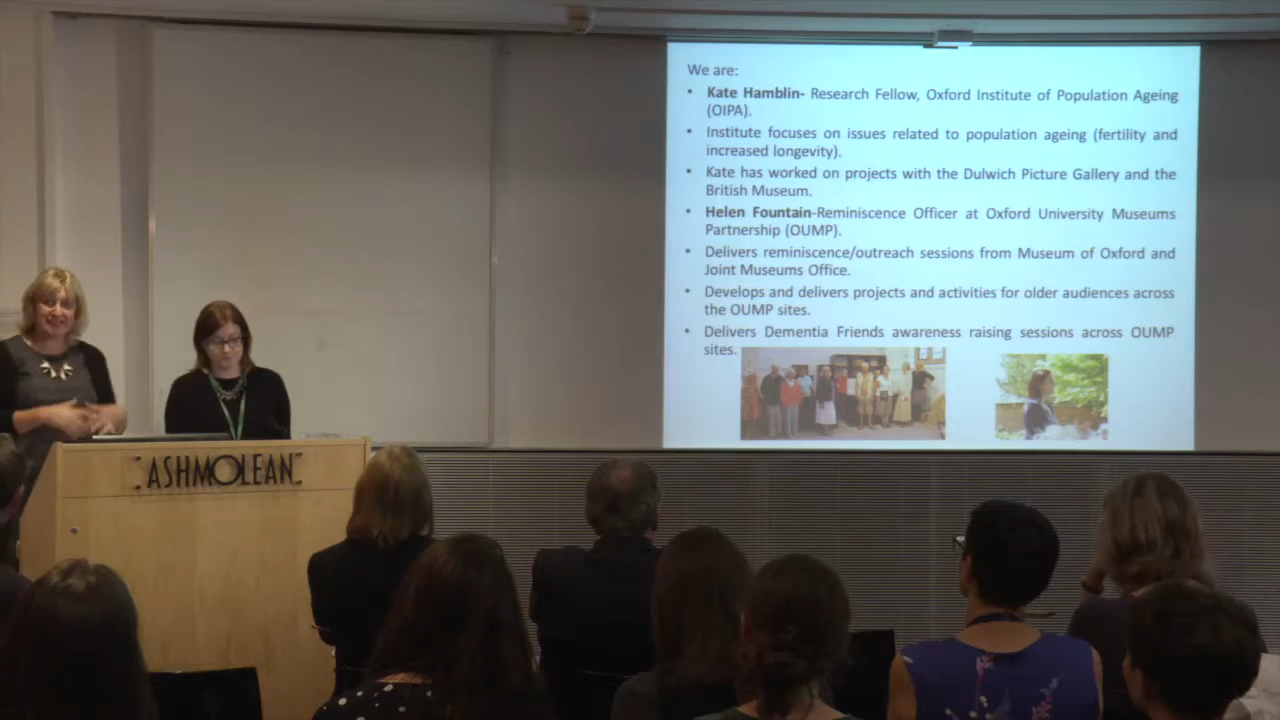 We are:
• Kate Hamblin- Research Fellow, Oxford Institute of Population Ageing
(OIPA).
• Institute focuses on issues related to population ageing (fertility and
increased longevity).
• Kate has worked on projects with the Dulwich Picture Gallery and the
British Museum.
• Helen Fountain-Reminiscence Officer at Oxford University Museums
Partnership (OUMP).
• Delivers reminiscence/outreach sessions from Museum of Oxford and
Joint Museums Office.
• Develops and delivers projects and activities for older audiences across
the OUMP sites.
• Delivers Dementia Friends awareness raising sessions across OUMP
sites.
ASHMOLEAN